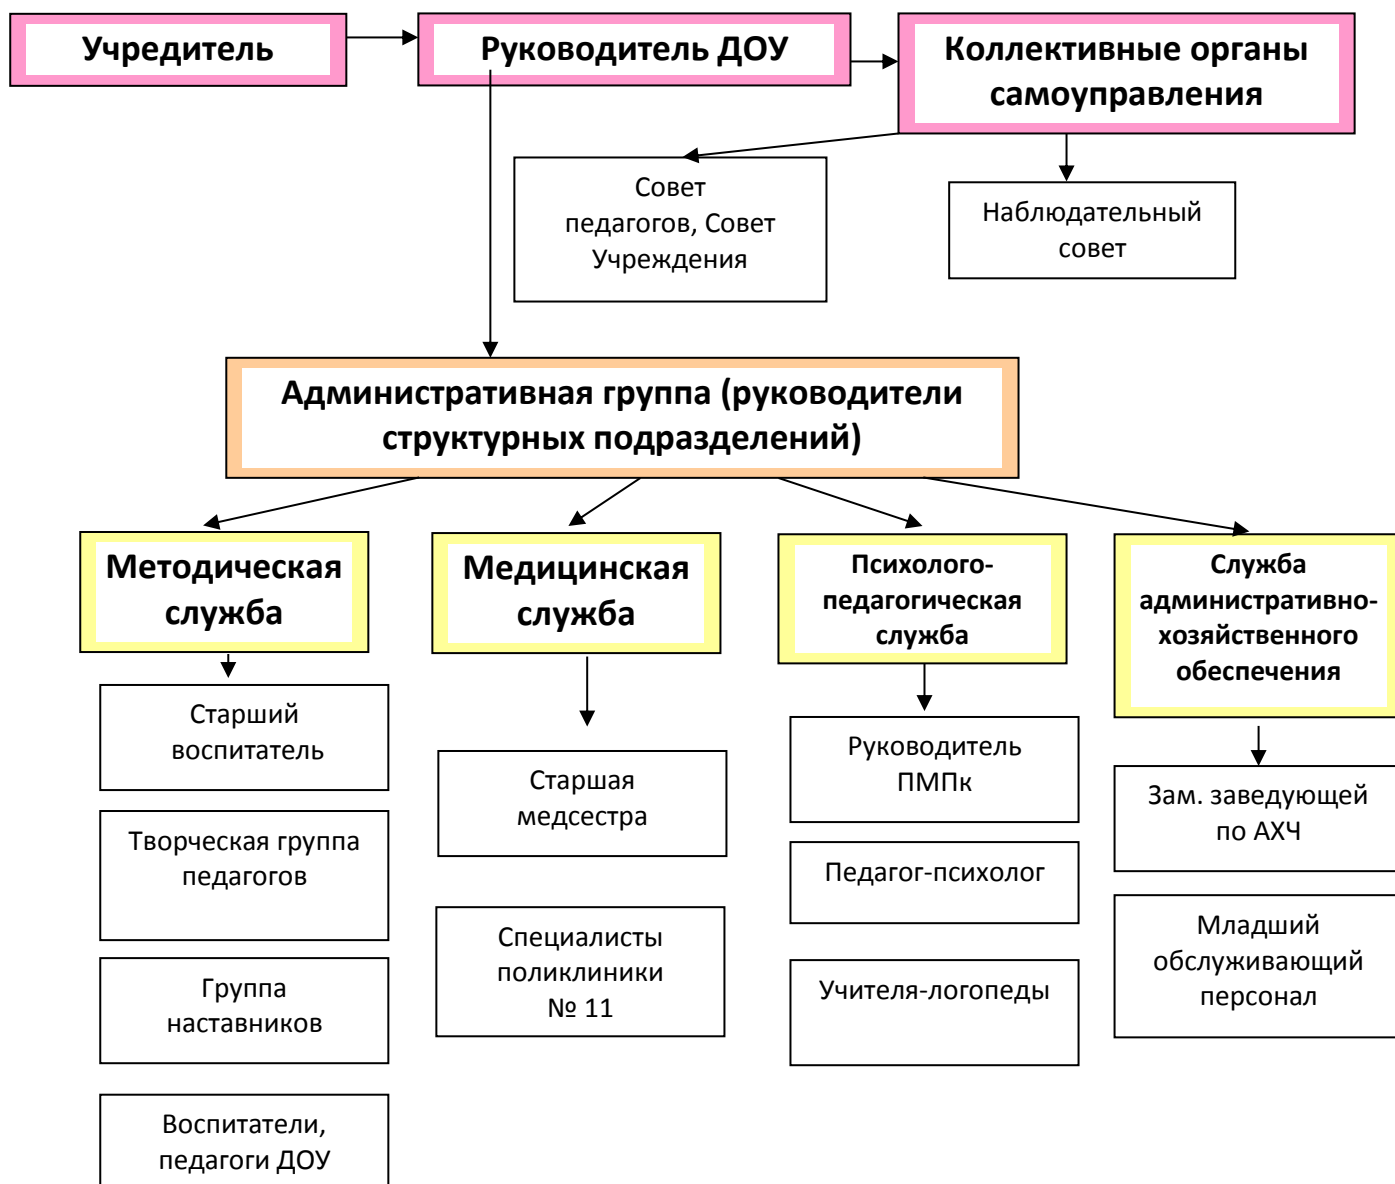 Учредитель
Руководитель ДОУ
Коллективные органы
самоуправления
Совет
педагогов, Совет
Учреждения
Наблюдательный
совет
Административная группа (руководители
структурных подразделений)
Методическая
служба
Медицинская
служба
Психолого-
педагогическая
служба
Служба
административно-
хозяйственного
обеспечения
Старший
воспитатель
Творческая группа
педагогов
Группа
наставников
Воспитатели,
педагоги ДОУ
Старшая
медсестра
Специалисты
поликлиники
№ 11
Руководитель
ПМПк
Педагог-психолог
Учителя-логопеды
Зам. заведующей
по АХЧ
Младший
обслуживающий
персонал